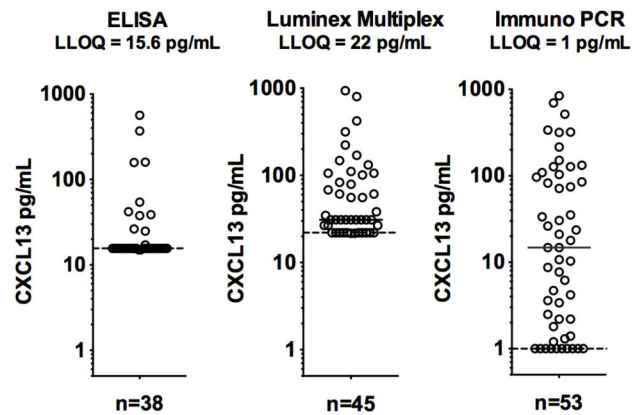 ELISA
LLOQ = 15.6 pg/mL
CXCL13 pg/mL
1000
100
10
1
n=38
Luminex Multiplex
LLOQ = 22 pg/mL
CXCL13 pg/mL
1000
100
10
1
n=45
Immuno PCR
LLOQ = 1 pg/mL
CXCL13 pg/mL
1000
100
10
1
n=53